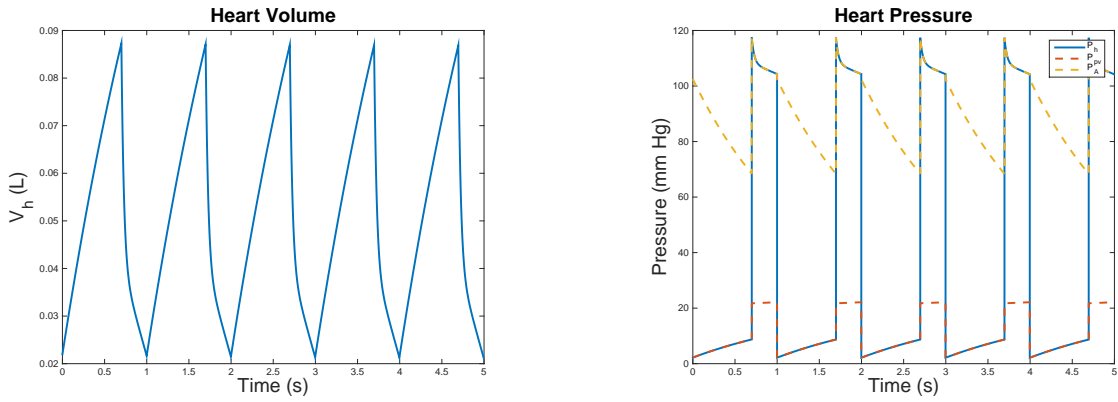 Heart Volume
0.09
0.08
0.07
0.06
0.05
0.04
0.03
0.02
V_h (L)
0 0.5 1 1.5 2 2.5 3 3.5 4 4.5 5
Time (s)
Heart Pressure
120
100
80
60
40
20
0
Pressure (mm Hg)
P_h
P_pv
P_A
0 0.5 1 1.5 2 2.5 3 3.5 4 4.5 5
Time (s)